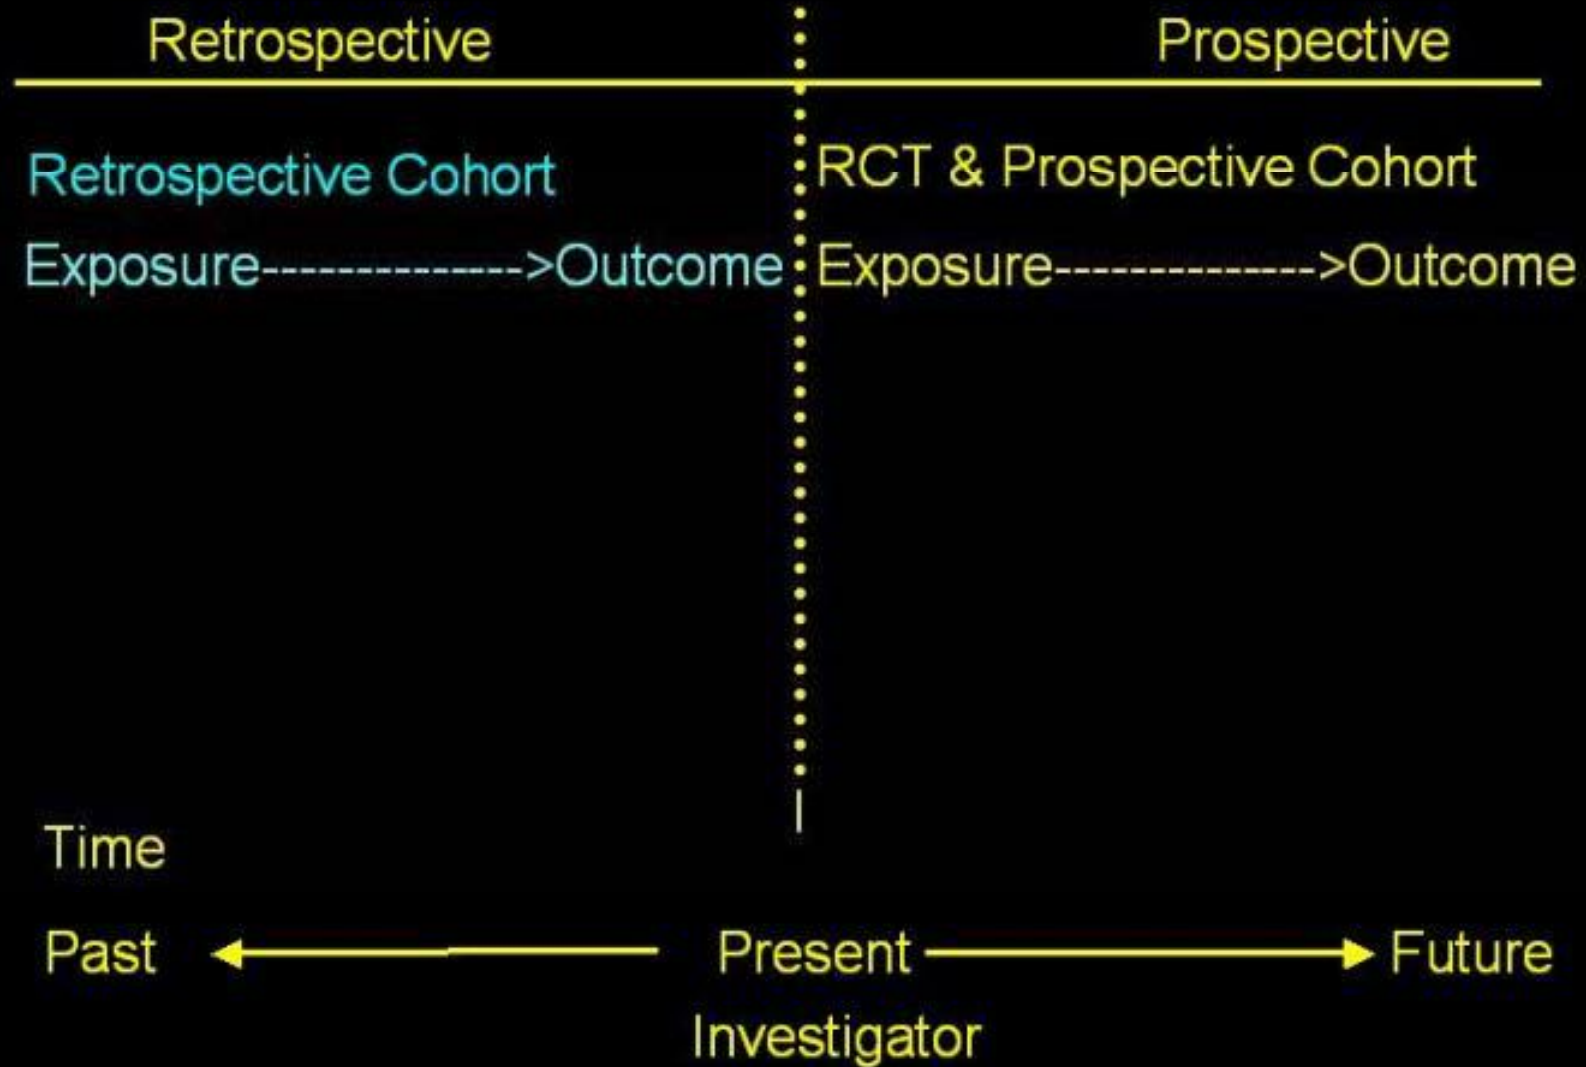 Retrospective Prospective
Retrospective Cohort RCT & Prospective Cohort
Exposure-------------->Outcome Exposure-------------->Outcome
Time
Past Present Future
Investigator